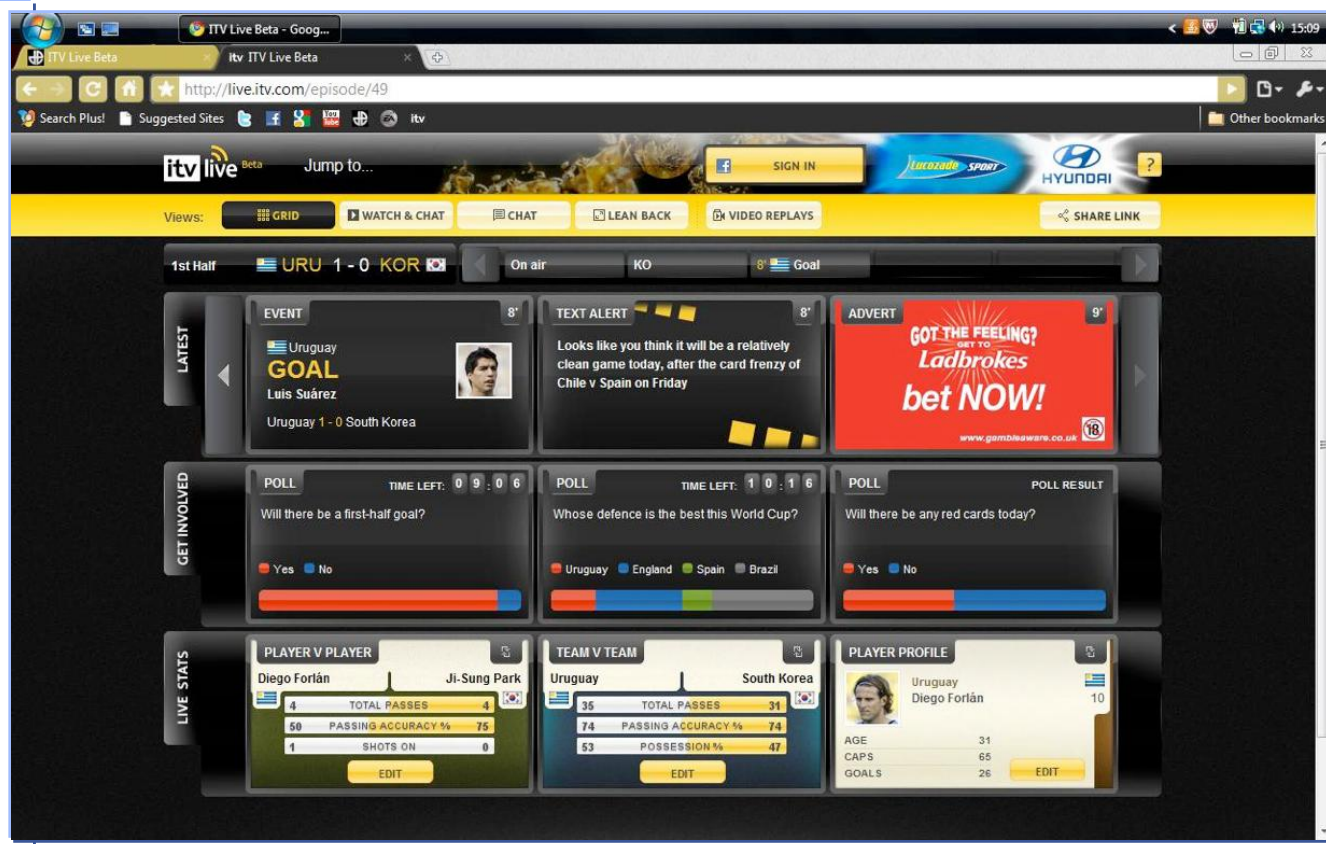 ITV Live Beta - Goog...
15:09
ITV Live Beta
itv ITV Live Beta
http://live.itv.com/episode/49
Search Plus! Suggested Sites You Tube itv Other bookmarks
itv live Beta Jump to... SIGN IN Lucozade SPORT HYUNDAI ?
Views: GRID WATCH & CHAT CHAT LEAN BACK VIDEO REPLAYS SHARE LINK
1st Half URU 1 - 0 KOR On air KO 8' Goal
LATEST
EVENT 8'
Uruguay
GOAL
Luis Suárez
Uruguay 1 - 0 South Korea
TEXT ALERT 8'
Looks like you think it will be a relatively
clean game today, after the card frenzy of
Chile v Spain on Friday
ADVERT 9'
GOT THE FEELING?
GET TO
Ladbrokes
bet NOW!
www.gambleaware.co.uk 18
GET INVOLVED
POLL TIME LEFT: 09:06
Will there be a first-half goal?
Yes No
POLL TIME LEFT: 10:16
Whose defence is the best this World Cup?
Uruguay England Spain Brazil
POLL POLL RESULT
Will there be any red cards today?
Yes No
LIVE STATS
PLAYER V PLAYER
Diego Forlán Ji-Sung Park
4 TOTAL PASSES 4
50 PASSING ACCURACY % 75
1 SHOTS ON 0
EDIT
TEAM V TEAM
Uruguay South Korea
35 TOTAL PASSES 31
74 PASSING ACCURACY % 74
53 POSSESSION % 47
EDIT
PLAYER PROFILE
Uruguay
Diego Forlán 10
AGE 31
CAPS 65
GOALS 26
EDIT